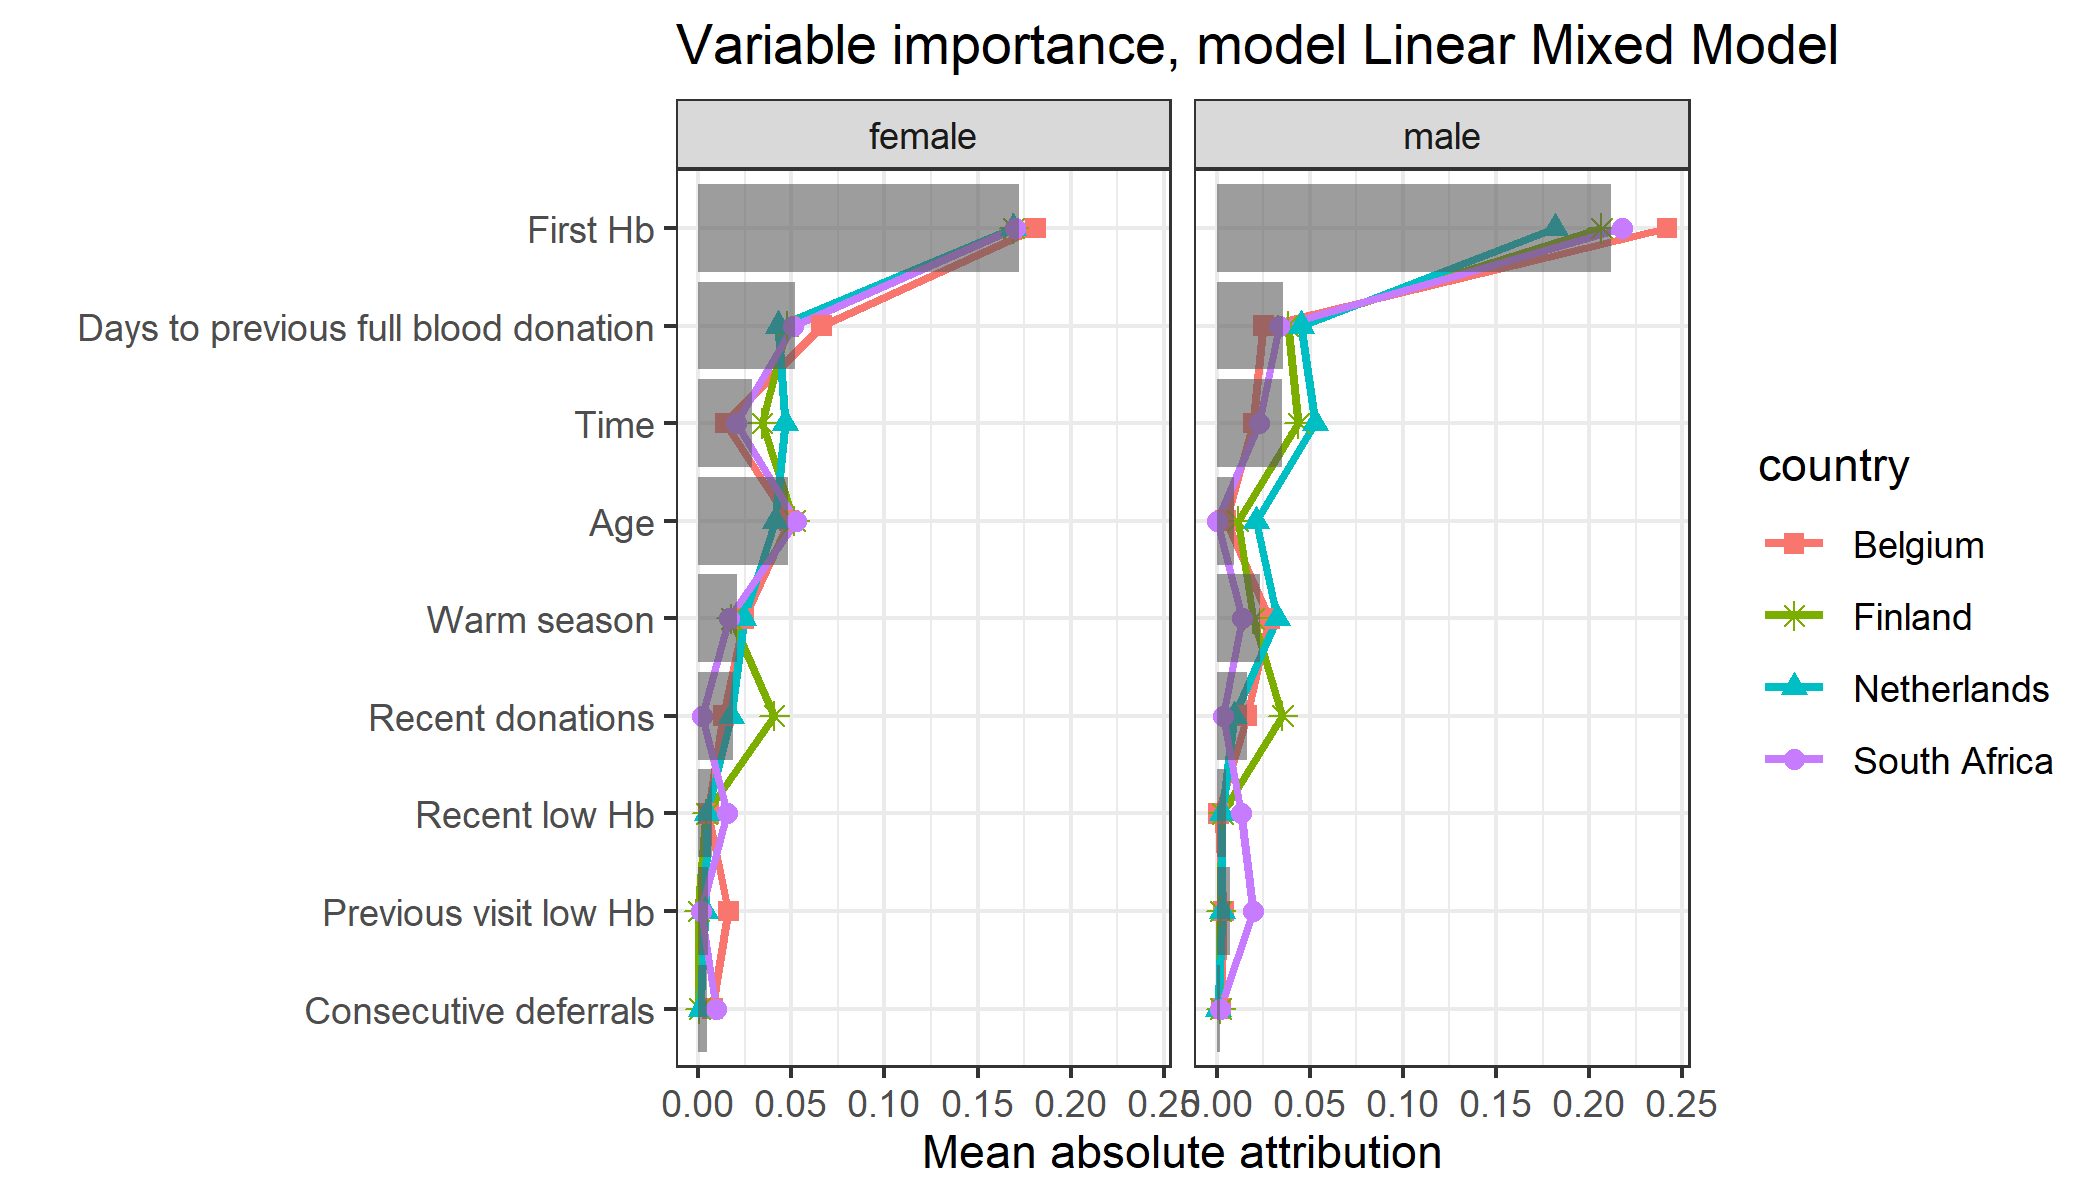 Variable importance, model Linear Mixed Model
female
male
First Hb
Days to previous full blood donation
Time
Age
Warm season
Recent donations
Recent low Hb
Previous visit low Hb
Consecutive deferrals
0.00 0.05 0.10 0.15 0.20 0.25
0.00 0.05 0.10 0.15 0.20 0.25
Mean absolute attribution
country
Belgium
Finland
Netherlands
South Africa